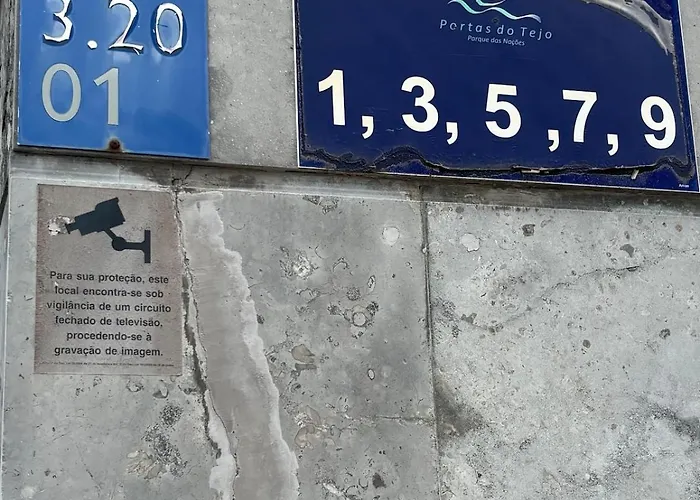 3.20
01
Portas do Tejo
Parque das Nações
1, 3, 5 ,7, 9
Para sua proteção, este
local encontra-se sob
vigilância de um circuito
fechado de televisão,
procedendo-se à
gravação de imagem.